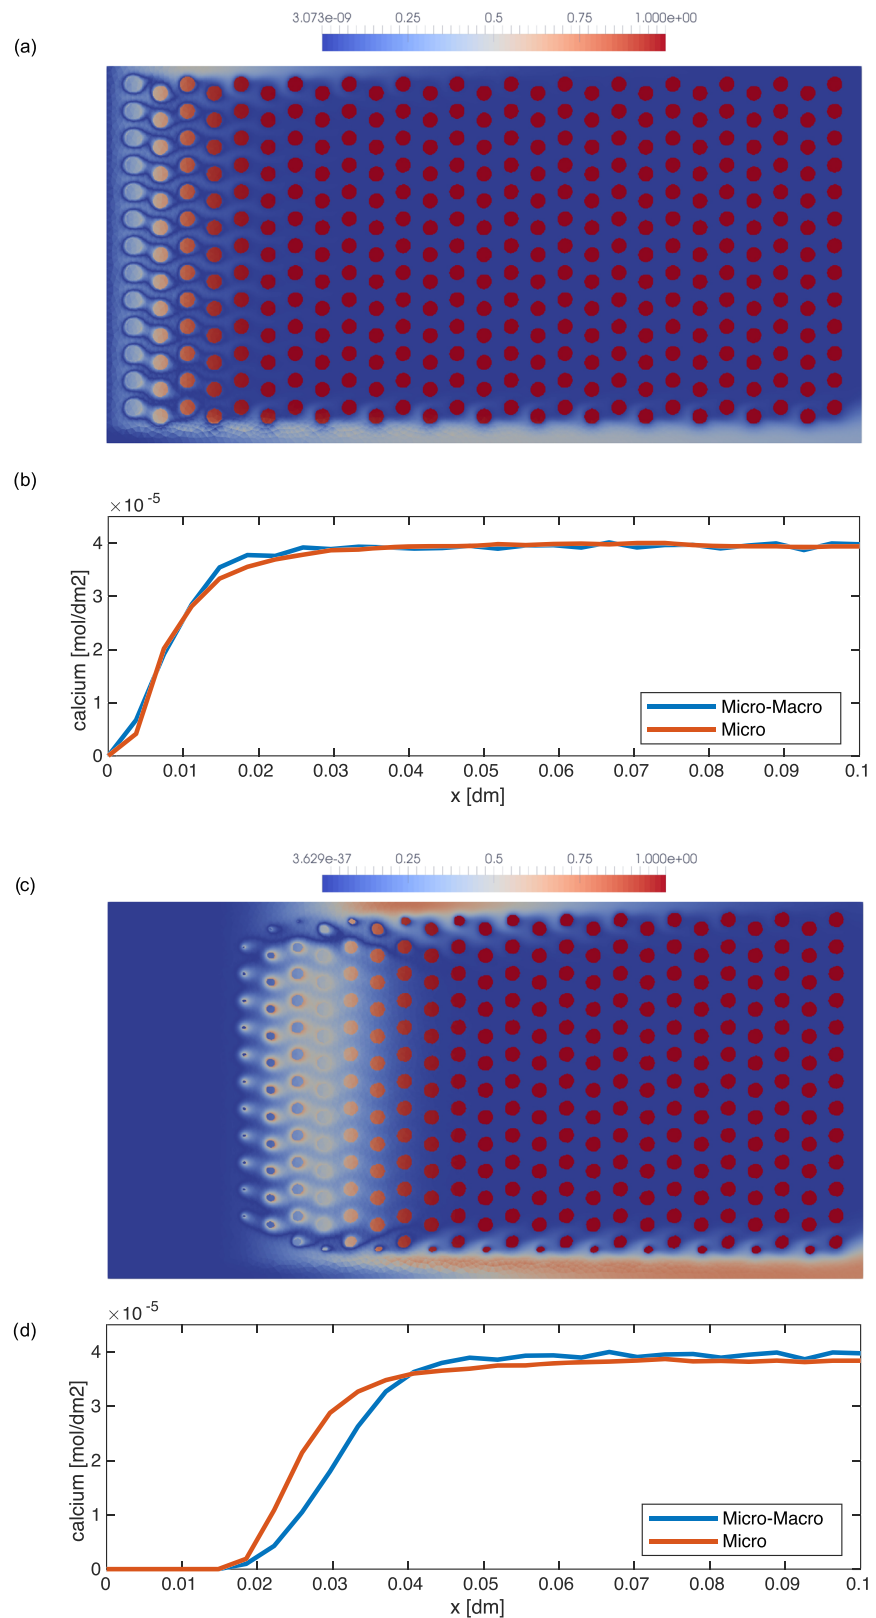 3.073e-09 0.25 0.5 0.75 1.000e+00
(a)
(b)
×10 -5
4
3
2
1
0
calcium [mol/dm2]
Micro-Macro
Micro
0 0.01 0.02 0.03 0.04 0.05 0.06 0.07 0.08 0.09 0.1
x [dm]
3.629e-37 0.25 0.5 0.75 1.000e+00
(c)
(d)
×10 -5
4
3
2
1
0
calcium [mol/dm2]
Micro-Macro
Micro
0 0.01 0.02 0.03 0.04 0.05 0.06 0.07 0.08 0.09 0.1
x [dm]